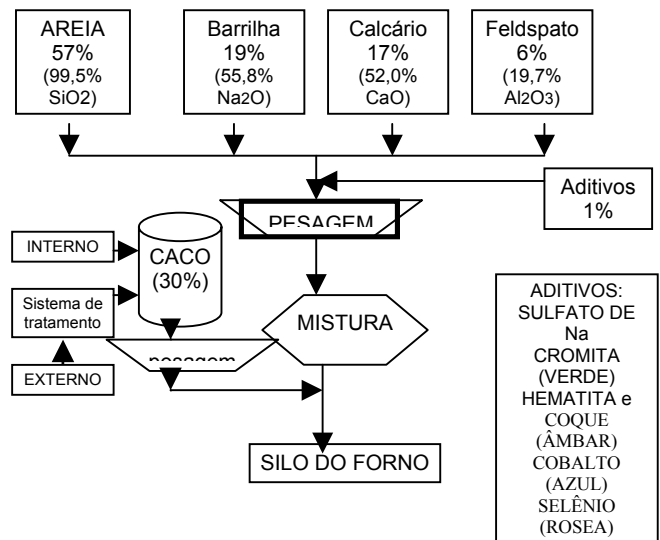 AREIA
57%
(99,5%
SiO2)
Barrilha
19%
(55,8%
Na2O)
Calcário
17%
(52,0%
CaO)
Feldspato
6%
(19,7%
Al2O3)
Aditivos
1%
PESAGEM
INTERNO
CACO
(30%)
Sistema de
tratamento
EXTERNO
pesagem
MISTURA
SILO DO FORNO
ADITIVOS:
SULFATO DE
Na
CROMITA
(VERDE)
HEMATITA e
COQUE
(ÂMBAR)
COBALTO
(AZUL)
SELÊNIO
(ROSEA)